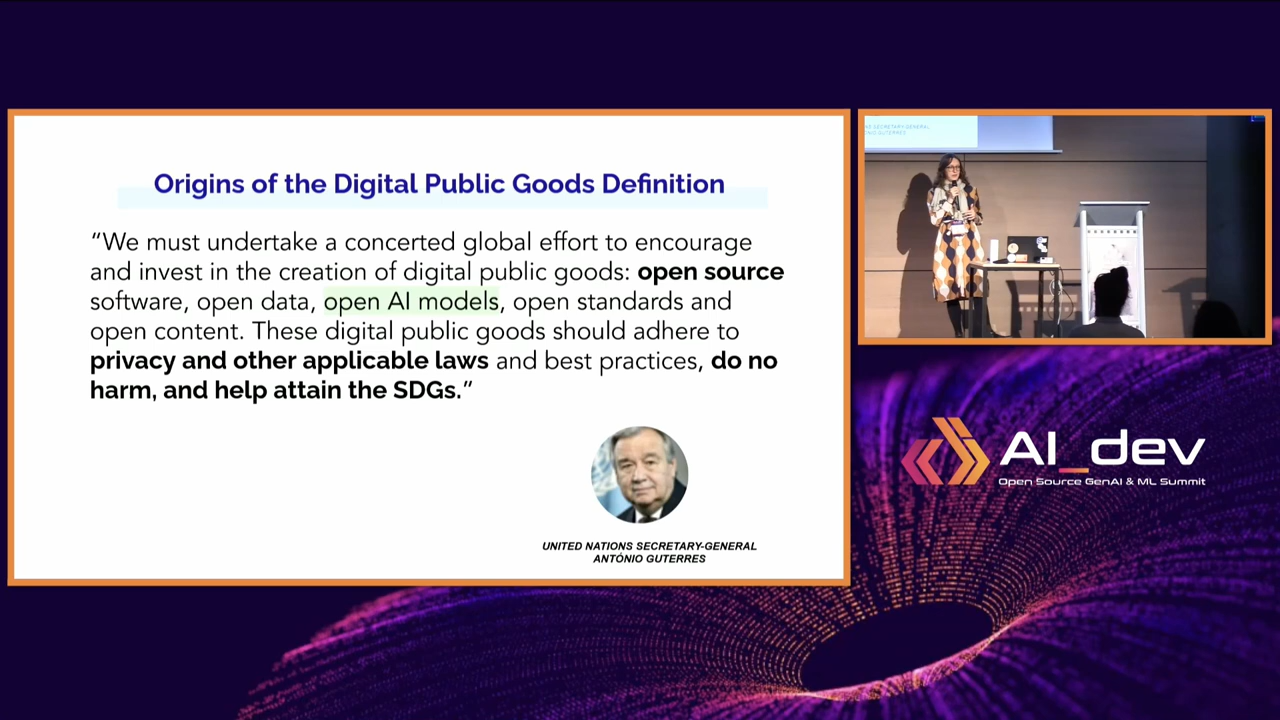 Origins of the Digital Public Goods Definition
“We must undertake a concerted global effort to encourage
and invest in the creation of digital public goods: open source
software, open data, open AI models, open standards and
open content. These digital public goods should adhere to
privacy and other applicable laws and best practices, do no
harm, and help attain the SDGs.”
UNITED NATIONS SECRETARY-GENERAL
ANTÓNIO GUTERRES
SECRETARY-GENERAL
GUTERRES
AI_dev
Open Source GenAI & ML Summit